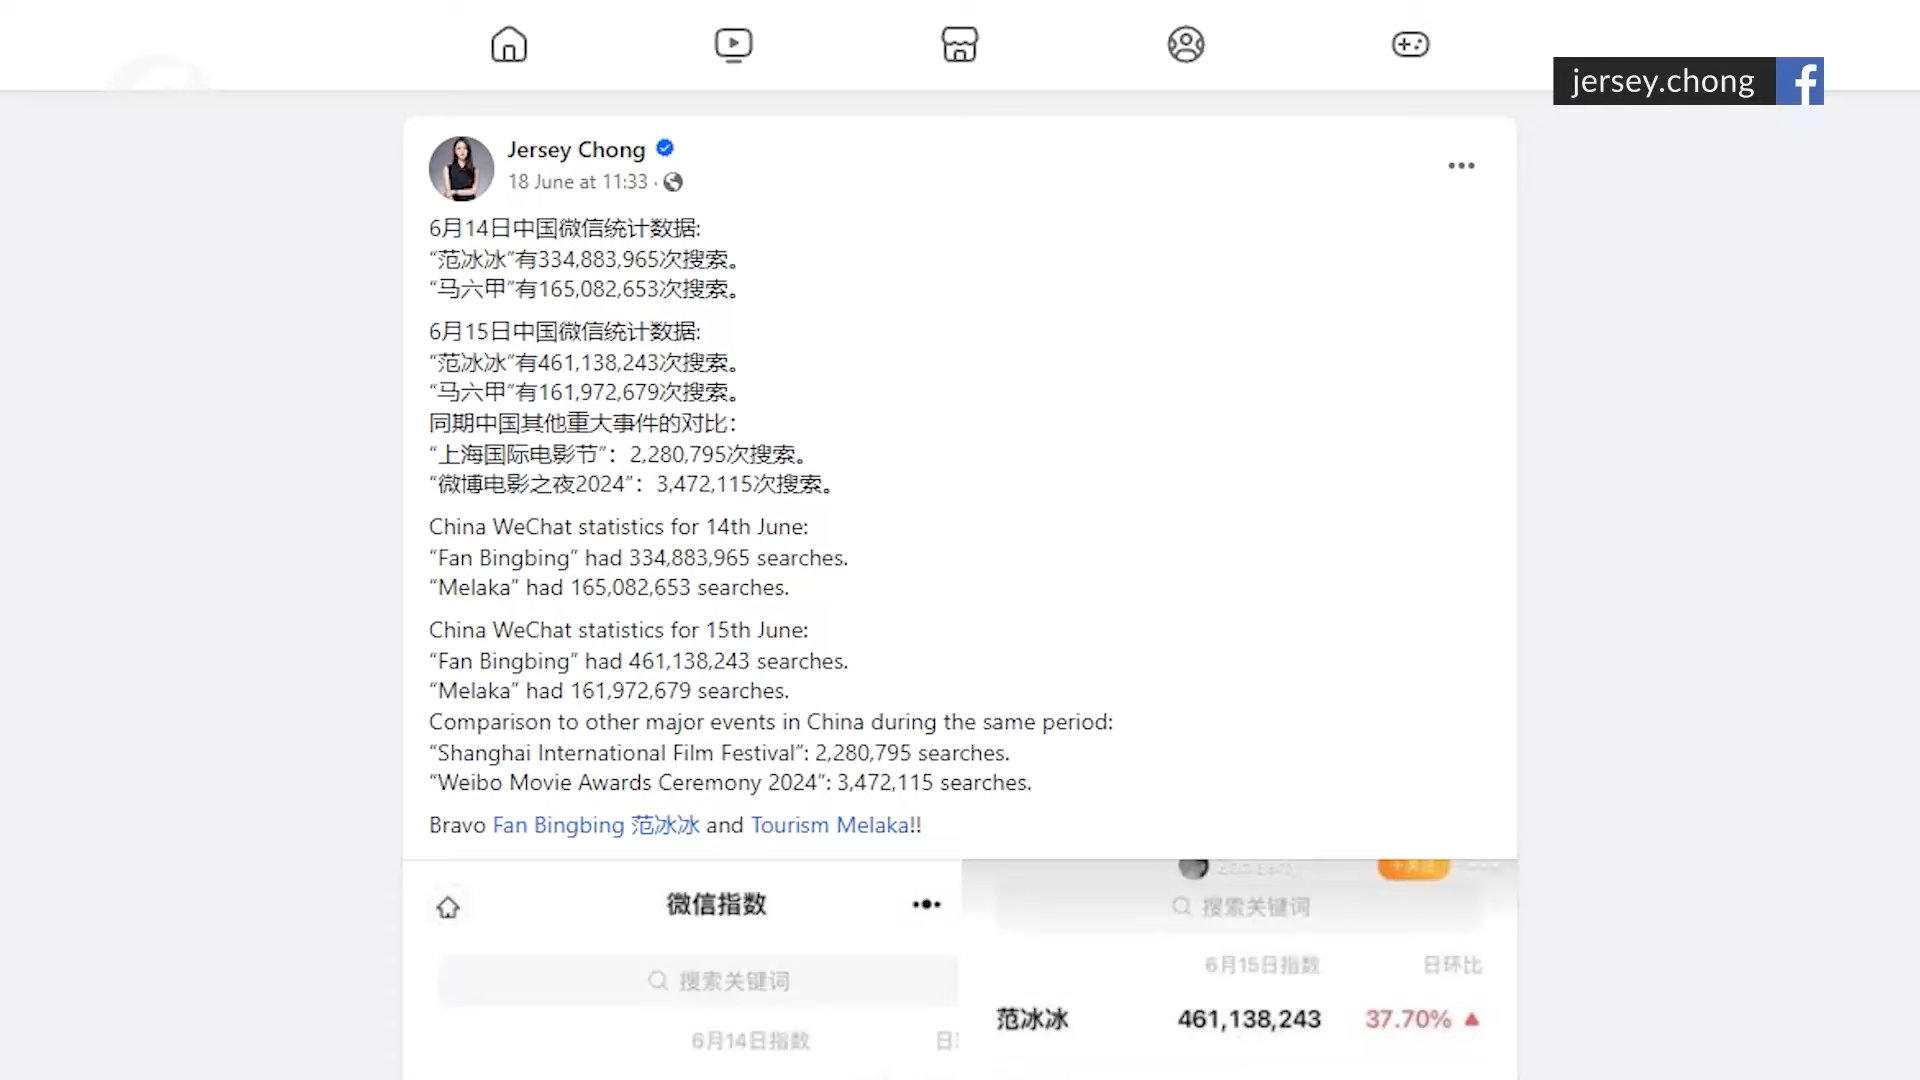 jersey.chong
Jersey Chong
18 June at 11:33 ·
6月14日中国微信统计数据:
“范冰冰”有334,883,965次搜索。
“马六甲”有165,082,653次搜索。
6月15日中国微信统计数据:
“范冰冰”有461,138,243次搜索。
“马六甲”有161,972,679次搜索。
同期中国其他重大事件的对比：
“上海国际电影节”：2,280,795次搜索。
“微博电影之夜2024”：3,472,115次搜索。
China WeChat statistics for 14th June:
“Fan Bingbing” had 334,883,965 searches.
“Melaka” had 165,082,653 searches.
China WeChat statistics for 15th June:
“Fan Bingbing” had 461,138,243 searches.
“Melaka” had 161,972,679 searches.
Comparison to other major events in China during the same period:
“Shanghai International Film Festival”: 2,280,795 searches.
“Weibo Movie Awards Ceremony 2024”: 3,472,115 searches.
Bravo Fan Bingbing 范冰冰 and Tourism Melaka!!
微信指数
搜索关键词
6月14日指数 日
搜索关键词
6月15日指数 日环比
范冰冰 461,138,243 37.70%